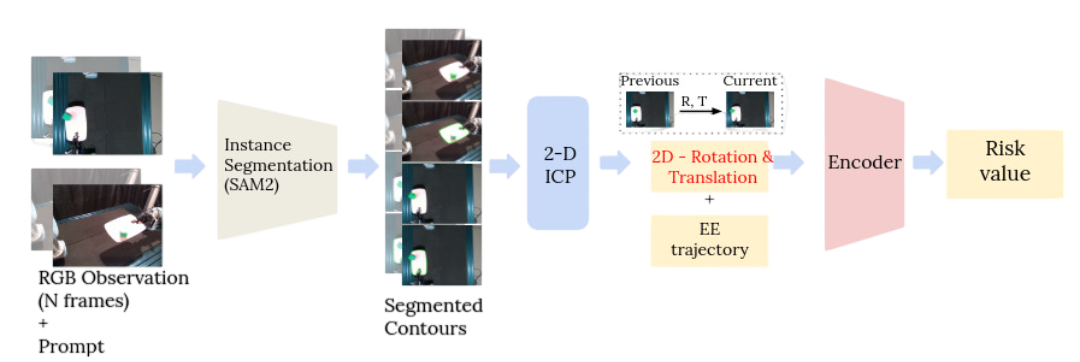 RGB Observation
(N frames)
+
Prompt
Instance
Segmentation
(SAM2)
Segmented
Contours
2-D
ICP
Previous
Current
R, T
2D - Rotation &
Translation
+
EE
trajectory
Encoder
Risk
value